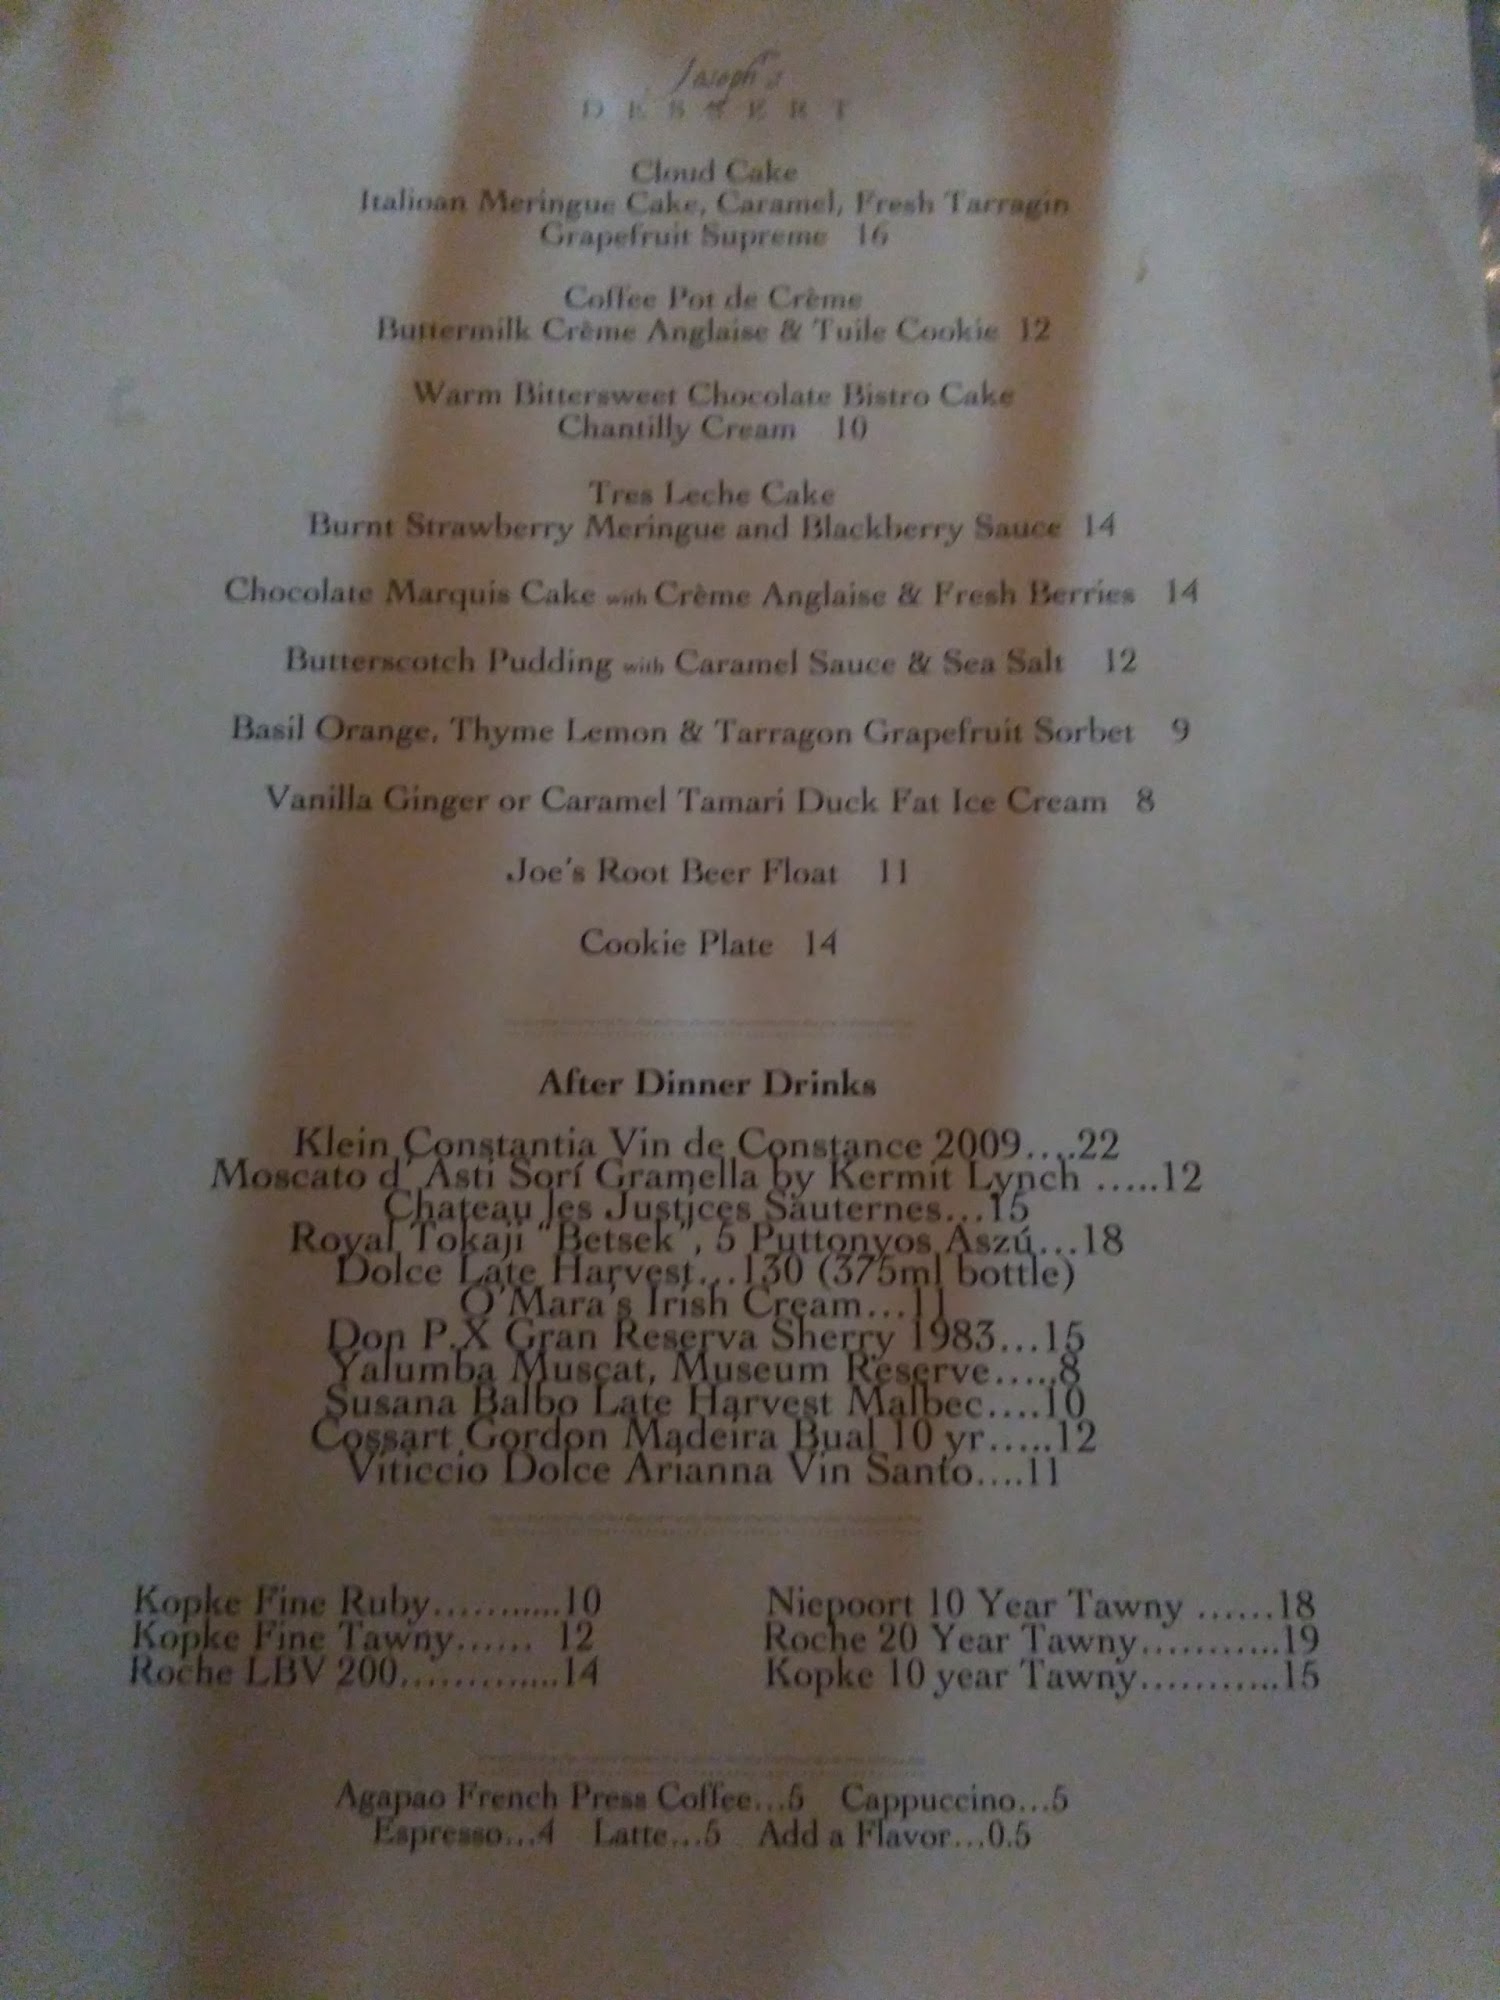 Joseph's
DESSERT
Cloud Cake
Italioan Meringue Cake, Caramel, Fresh Tarragin
Grapefruit Supreme 16
Coffee Pot de Crème
Buttermilk Crème Anglaise & Tuile Cookie 12
Warm Bittersweet Chocolate Bistro Cake
Chantilly Cream 10
Tres Leche Cake
Burnt Strawberry Meringue and Blackberry Sauce 14
Chocolate Marquis Cake with Crème Anglaise & Fresh Berries 14
Butterscotch Pudding with Caramel Sauce & Sea Salt 12
Basil Orange, Thyme Lemon & Tarragon Grapefruit Sorbet 9
Vanilla Ginger or Caramel Tamari Duck Fat Ice Cream 8
Joe's Root Beer Float 11
Cookie Plate 14
After Dinner Drinks
Klein Constantia Vin de Constance 2009....22
Moscato d' Asti Sorí Gramella by Kermit Lynch .....12
Chateau les Justices Sauternes...15
Royal Tokaji "Betsek", 5 Puttonyos Aszú...18
Dolce Late Harvest...130 (375ml bottle)
O'Mara's Irish Cream...11
Don P.X Gran Reserva Sherry 1983...15
Yalumba Muscat, Museum Reserve.....8
Susana Balbo Late Harvest Malbec....10
Cossart Gordon Madeira Bual 10 yr.....12
Viticcio Dolce Arianna Vin Santo....11
Kopke Fine Ruby...........10 Niepoort 10 Year Tawny ......18
Kopke Fine Tawny...... 12 Roche 20 Year Tawny...........19
Roche LBV 200..............14 Kopke 10 year Tawny...........15
Agapao French Press Coffee...5 Cappuccino...5
Espresso...4 Latte...5 Add a Flavor...0.5